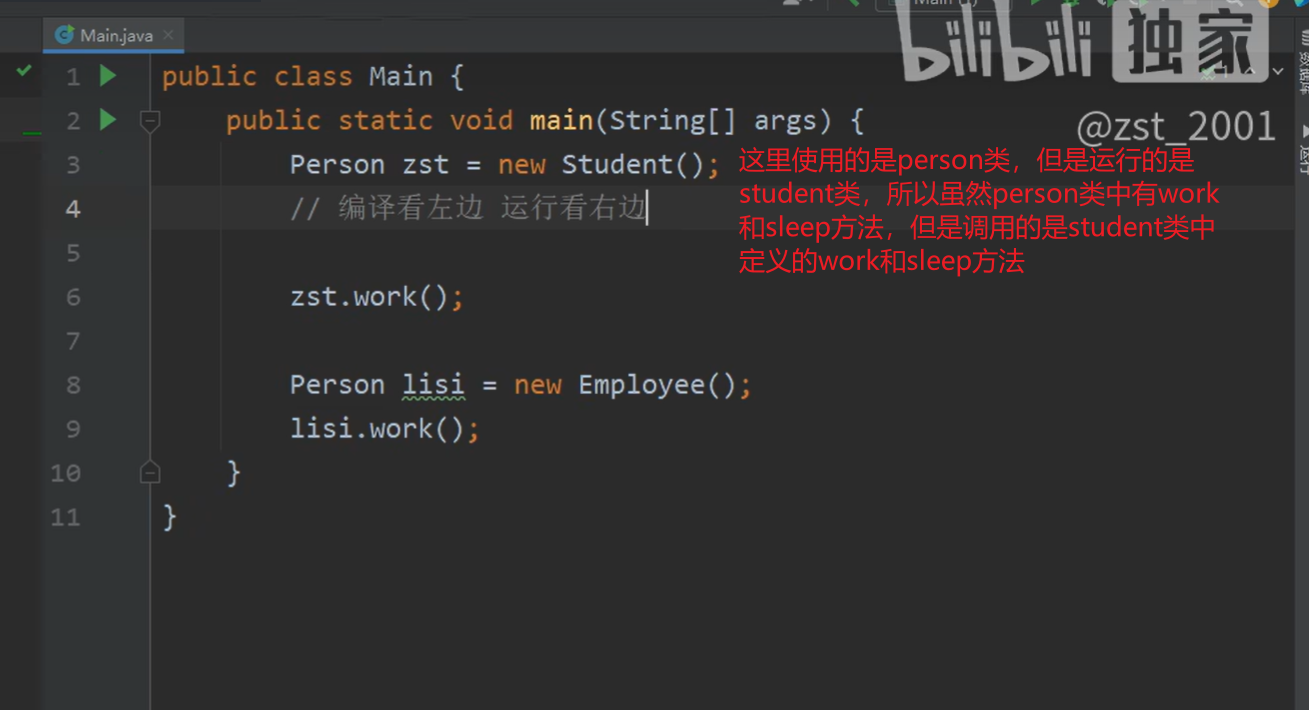 Main.java
bilibili 独家
@zst_2001
1 public class Main {
2 public static void main(String[] args) {
3 Person zst = new Student();
这里使用的是person类，但是运行的是
student类，所以虽然person类中有work
和sleep方法，但是调用的是student类中
定义的work和sleep方法
4 // 编译看左边 运行看右边
5
6 zst.work();
7
8 Person lisi = new Employee();
9 lisi.work();
10 }
11 }